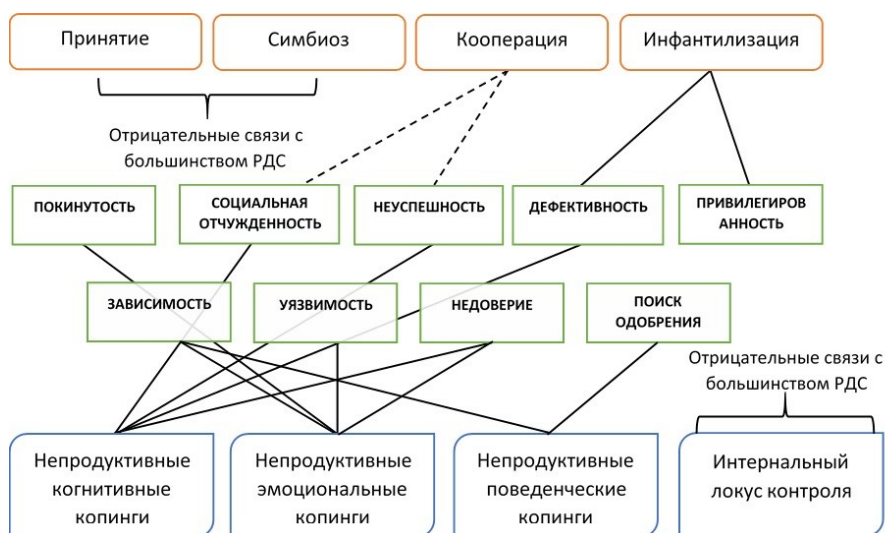 Принятие
Симбиоз
Кооперация
Инфантилизация
Отрицательные связи с
большинством РДС
ПОКИНУТОСТЬ
СОЦИАЛЬНАЯ
ОТЧУЖДЕННОСТЬ
НЕУСПЕШНОСТЬ
ДЕФЕКТИВНОСТЬ
ПРИВИЛЕГИРОВ
АННОСТЬ
ЗАВИСИМОСТЬ
УЯЗВИМОСТЬ
НЕДОВЕРИЕ
ПОИСК
ОДОБРЕНИЯ
Отрицательные связи с
большинством РДС
Непродуктивные
когнитивные
копинги
Непродуктивные
эмоциональные
копинги
Непродуктивные
поведенческие
копинги
Интернальный
локус контроля